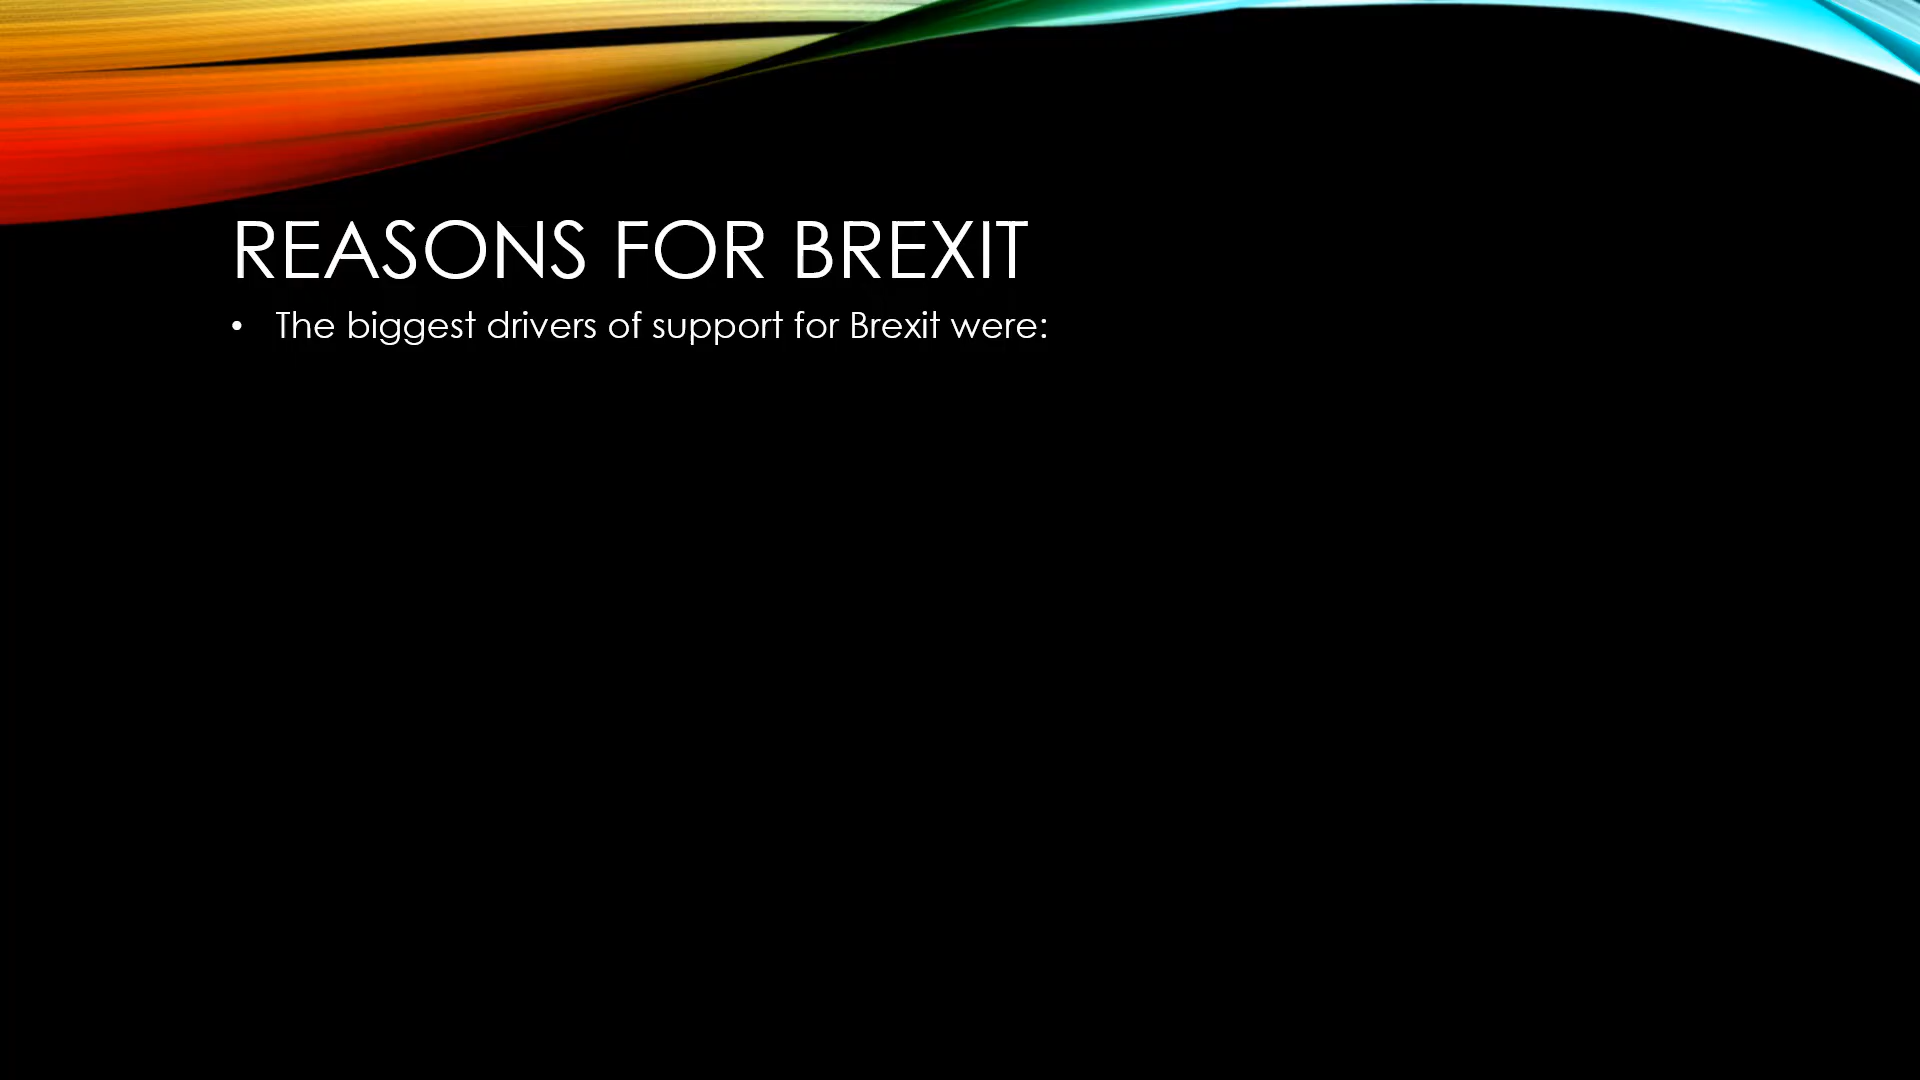 REASONS FOR BREXIT
• The biggest drivers of support for Brexit were: